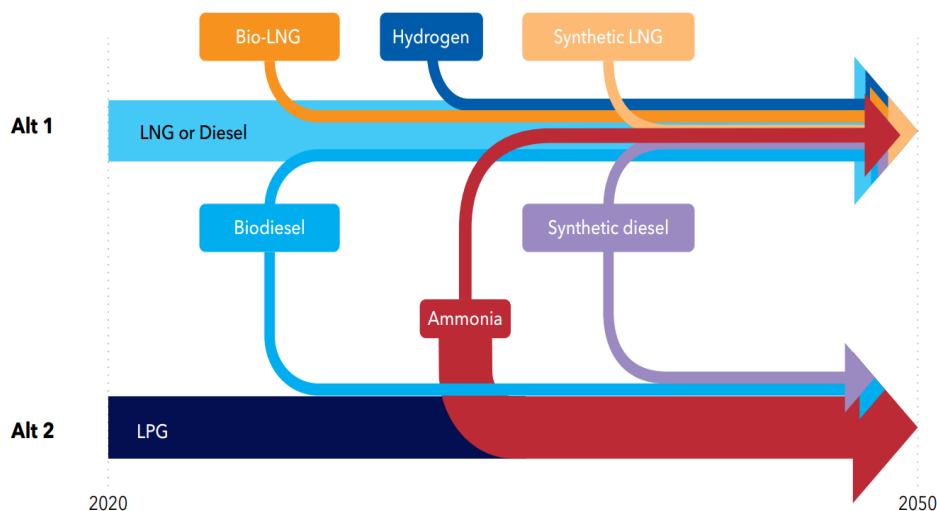 Bio-LNG
Hydrogen
Synthetic LNG
Alt 1
LNG or Diesel
Biodiesel
Synthetic diesel
Ammonia
Alt 2
LPG
2020
2050